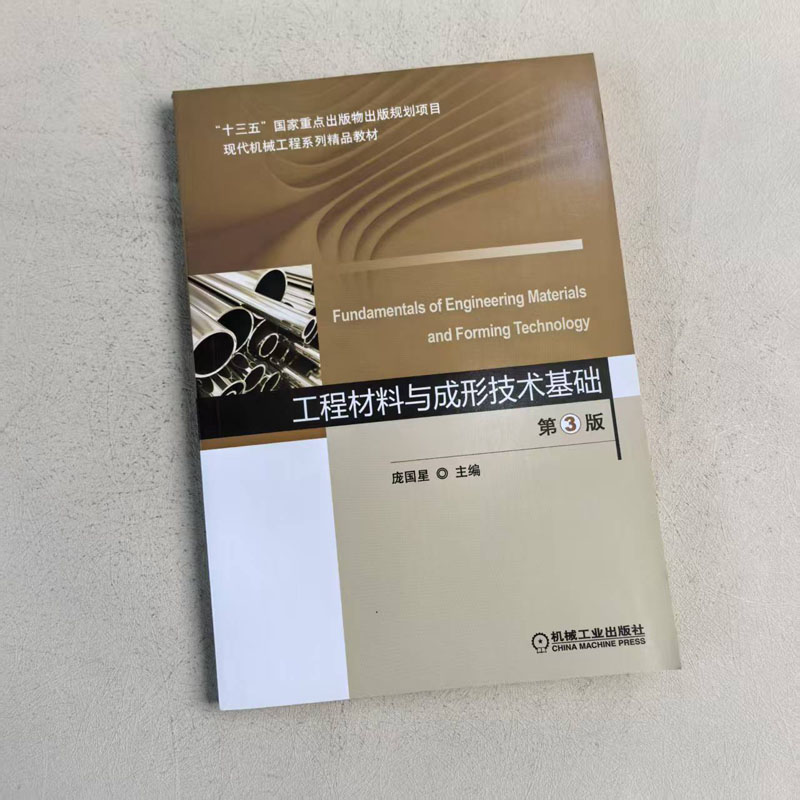 “十三五”国家重点出版物出版规划项目
现代机械工程系列精品教材
Fundamentals of Engineering Materials
and Forming Technology
工程材料与成形技术基础
第3版
庞国星 ◎ 主编
机械工业出版社
CHINA MACHINE PRESS